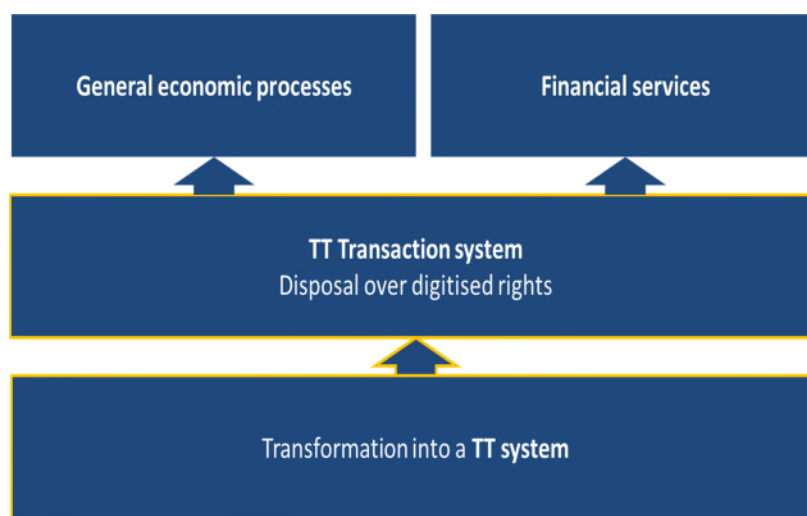 General economic processes
Financial services
TT Transaction system
Disposal over digitised rights
Transformation into a TT system